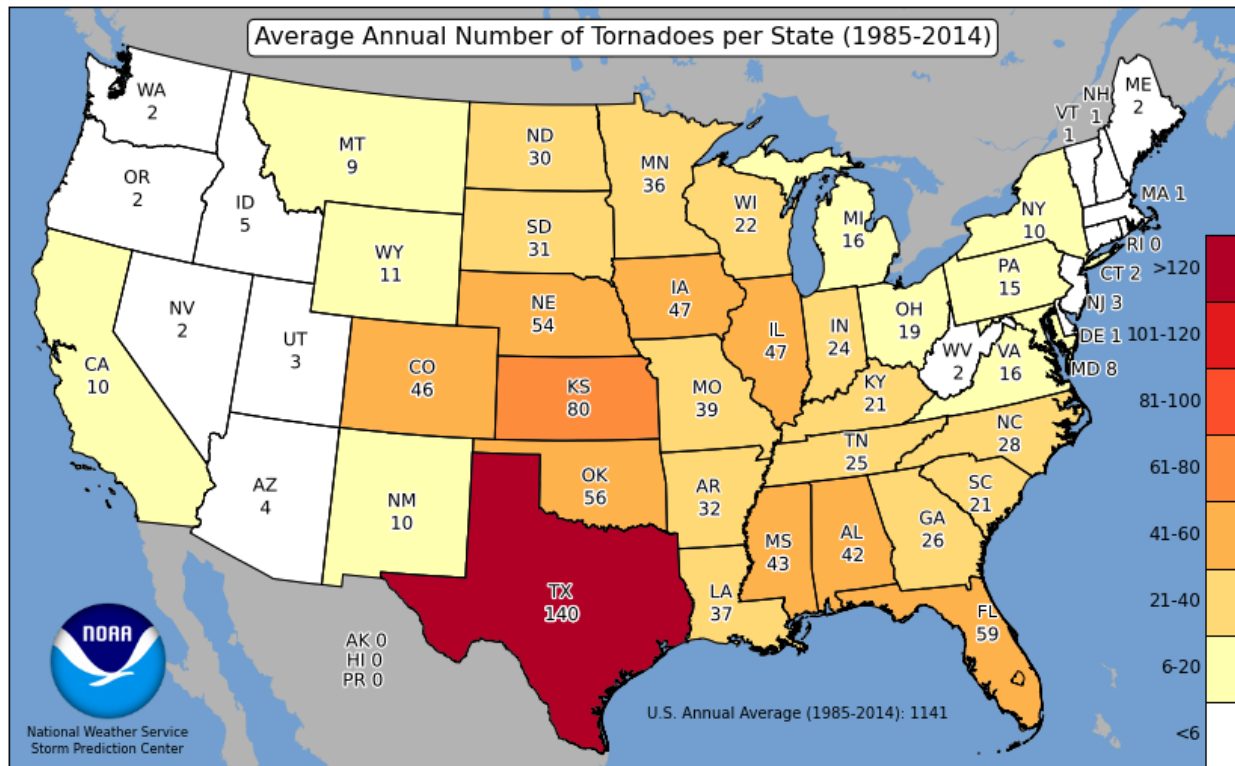 Average Annual Number of Tornadoes per State (1985-2014)
WA
2
OR
2
ID
5
MT
9
WY
11
CA
10
NV
2
UT
3
CO
46
AZ
4
NM
10
ND
30
SD
31
NE
54
KS
80
OK
56
TX
140
MN
36
IA
47
MO
39
AR
32
LA
37
WI
22
IL
47
MI
16
IN
24
OH
19
KY
21
TN
25
MS
43
AL
42
GA
26
FL
59
SC
21
NC
28
VA
16
WV
2
PA
15
NY
10
VT
1
NH
1
ME
2
MA 1
RI 0
CT 2
NJ 3
DE 1
MD 8
>120
101-120
81-100
61-80
41-60
21-40
6-20
<6
AK 0
HI 0
PR 0
U.S. Annual Average (1985-2014): 1141
NOAA
National Weather Service
Storm Prediction Center